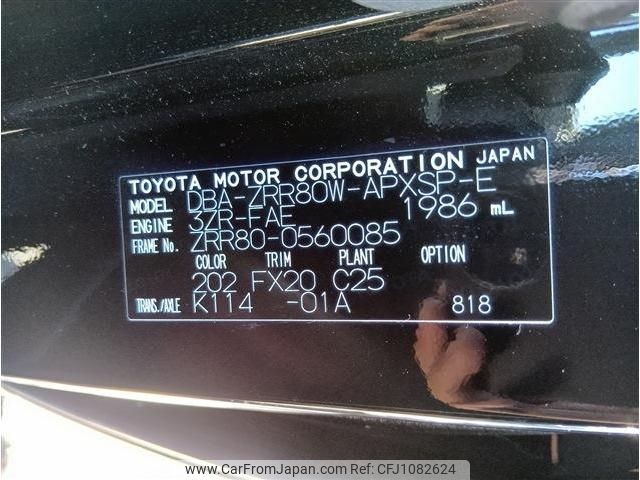 TOYOTA MOTOR CORPORATION JAPAN
MODEL DBA-ZRR80W-APXSP-E
ENGINE 3ZR-FAE 1986 mL
FRAME No. ZRR80-0560085
COLOR TRIM PLANT OPTION
202 FX20 C25
TRANS./AXLE K114 -01A 818
www.CarFromJapan.com - CFJ1082624